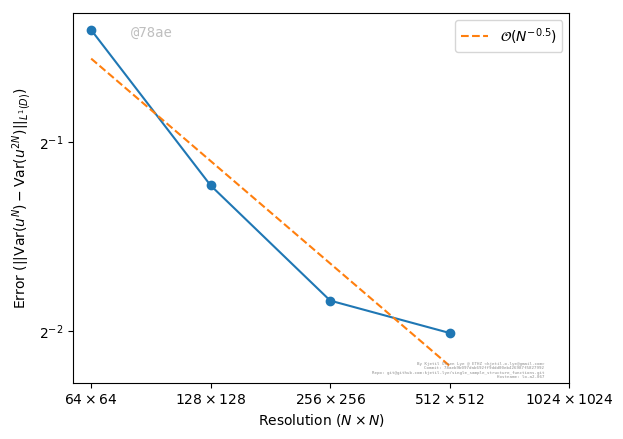 @78ae
𝒪(N^{-0.5})
Error (||Var(u^N) − Var(u^{2N})||_{L^1(D)})
2^{-1}
2^{-2}
64 × 64 128 × 128 256 × 256 512 × 512 1024 × 1024
Resolution (N × N)